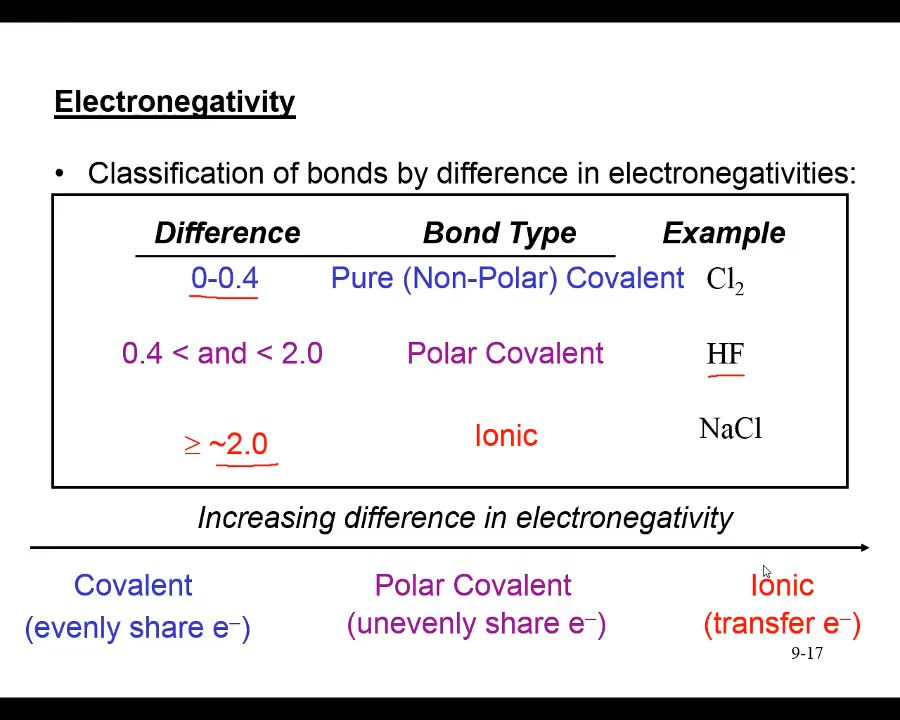 Electronegativity
• Classification of bonds by difference in electronegativities:
Difference Bond Type Example
0-0.4 Pure (Non-Polar) Covalent Cl₂
0.4 < and < 2.0 Polar Covalent HF
≥ ~2.0 Ionic NaCl
Increasing difference in electronegativity
Covalent Polar Covalent Ionic
(evenly share e⁻) (unevenly share e⁻) (transfer e⁻)
9-17